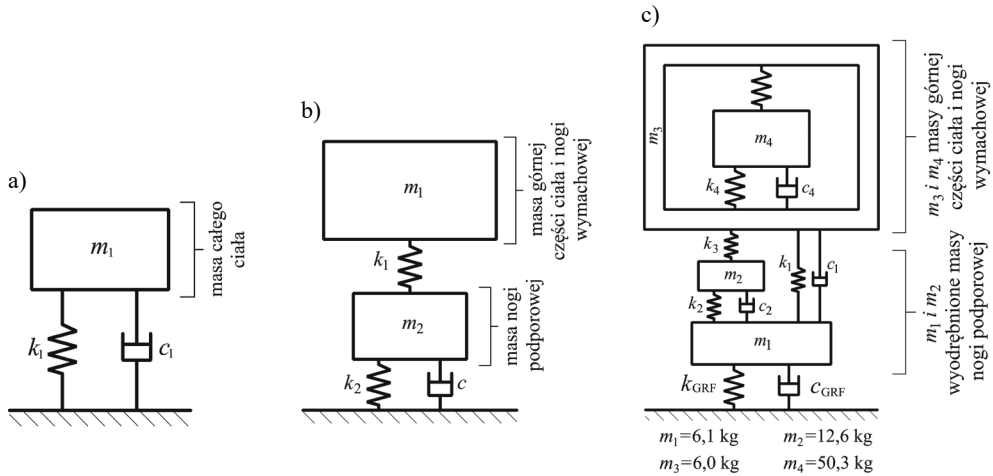 a)
m₁
k₁
c₁
masa całego
ciała
b)
m₁
k₁
m₂
k₂
c
masa górnej
części ciała i nogi
wymachowej
masa nogi
podporowej
c)
m₃
m₄
k₄
c₄
k₃
m₂
k₁
c₁
k₂
c₂
m₁
k_GRF
c_GRF
m₃ i m₄ masy górnej
części ciała i nogi
wymachowej
m₁ i m₂
wyodrębnione masy
nogi podporowej
m₁=6,1 kg m₂=12,6 kg
m₃=6,0 kg m₄=50,3 kg